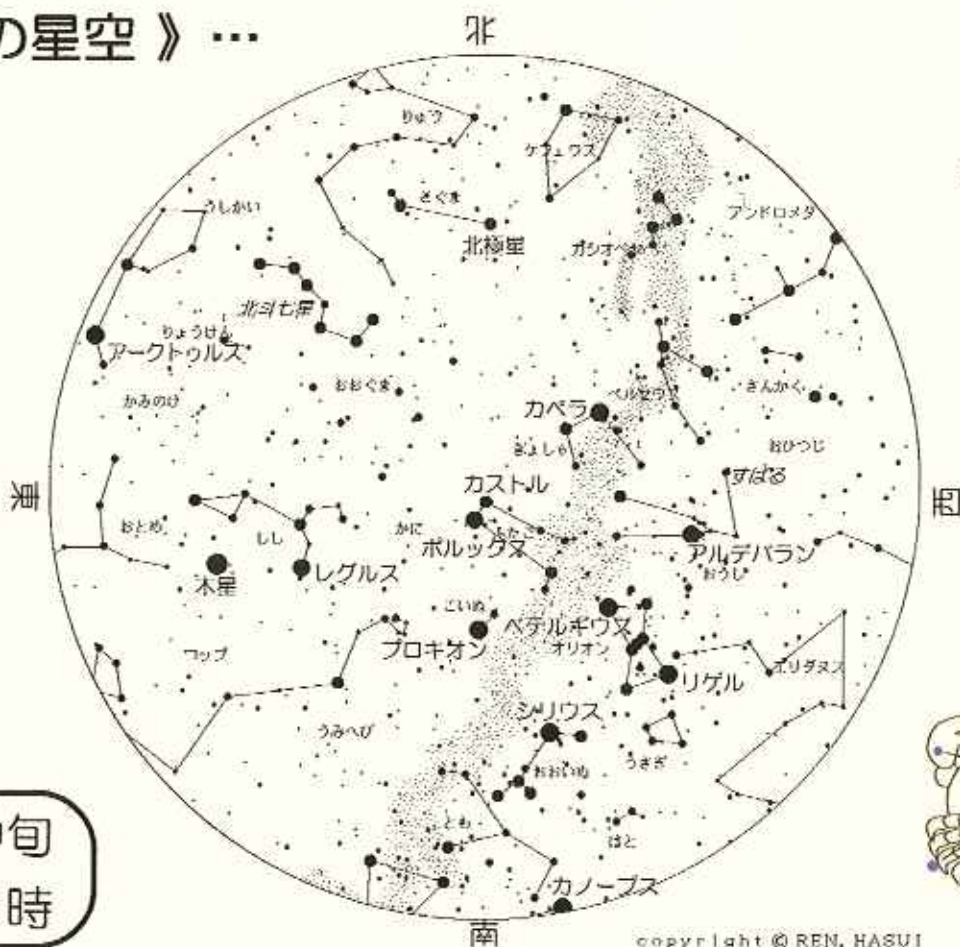 の星空 》 …
北
りゅう
ケフェウス
こぐま
うしかい
アンドロメダ
北極星
カシオペヤ
北斗七星
りょうけん
アークトゥルス
おおぐま
ペルセウス
さんかく
かみのけ
カペラ
ぎょしゃ
おひつじ
すばる
カストル
東
西
おとめ
しし
かに
ふたご
ポルックス
アルデバラン
おうし
木星
レグルス
こいぬ
ベテルギウス
プロキオン
オリオン
コップ
エリダヌス
リゲル
シリウス
うみへび
うさぎ
おおいぬ
とも
はと
旬
時
カノープス
南
copyright © REN. HASUI